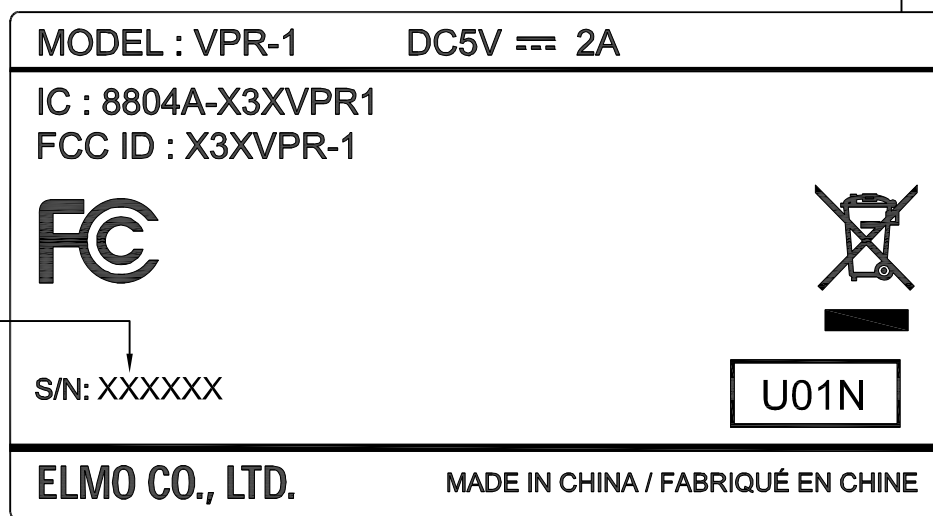 MODEL : VPR-1 DC5V ⎓ 2A
IC : 8804A-X3XVPR1
FCC ID : X3XVPR-1
FC
S/N: XXXXXX
U01N
ELMO CO., LTD. MADE IN CHINA / FABRIQUÉ EN CHINE